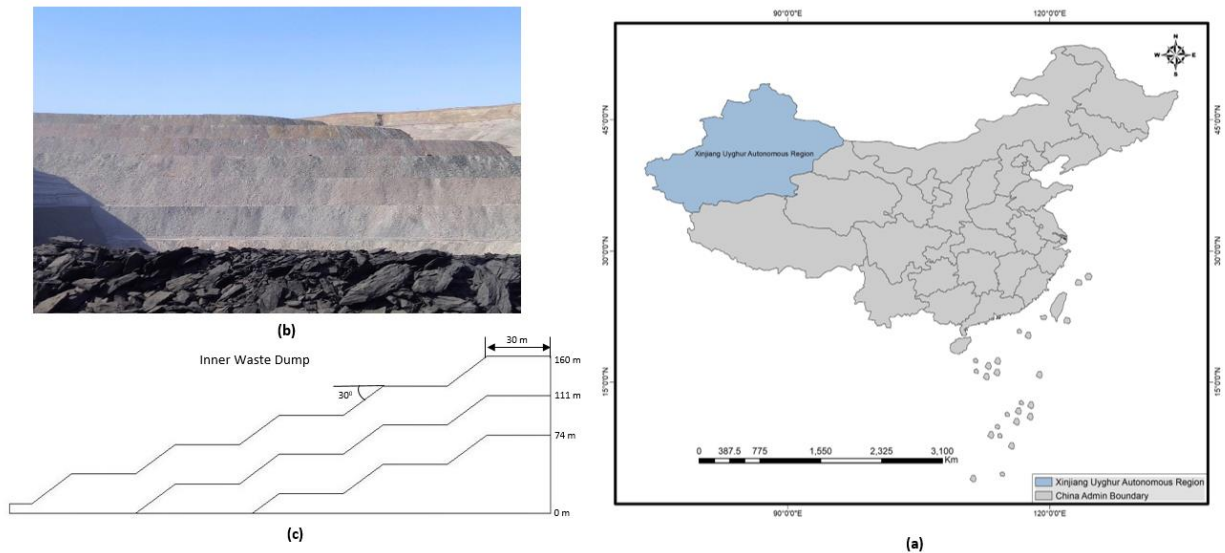 (b)
Inner Waste Dump
30 m
160 m
30⁰
111 m
74 m
0 m
(c)
90°0'0"E
120°0'0"E
N
W
E
S
45°0'0"N
45°0'0"N
Xinjiang Uyghur Autonomous Region
30°0'0"N
30°0'0"N
15°0'0"N
15°0'0"N
0 387.5 775 1,550 2,325 3,100
Km
Xinjiang Uyghur Autonomous Region
China Admin Boundary
90°0'0"E
120°0'0"E
(a)